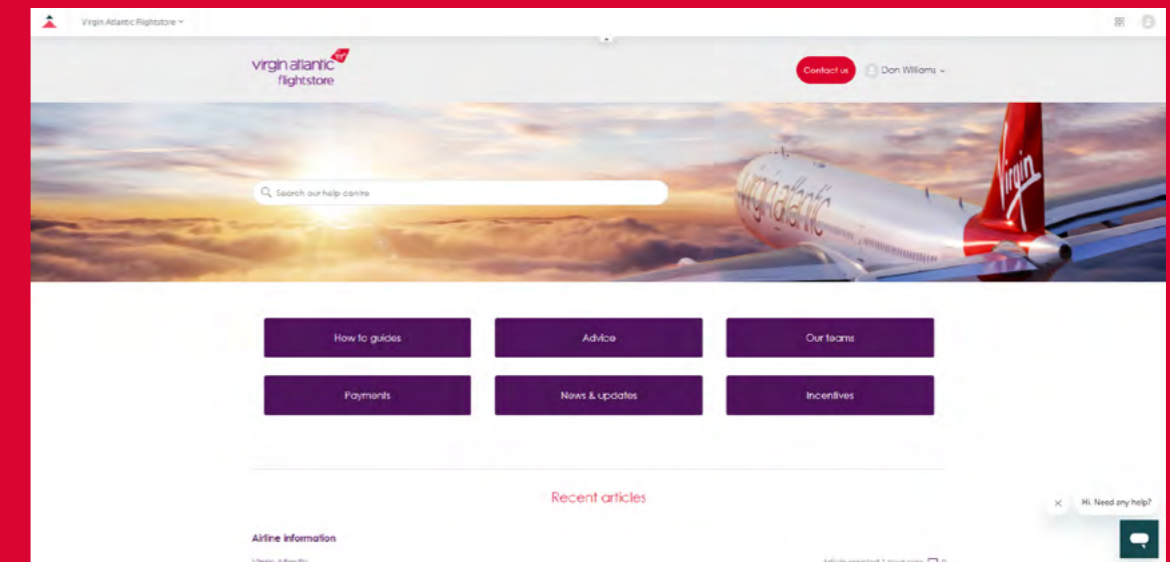 Virgin Atlantic Flightstore
virgin atlantic
flightstore
Contact us
Dan Williams
Search our help centre
virgin atlantic
Virgin
How to guides
Advice
Our teams
Payments
News & updates
Incentives
Recent articles
Hi. Need any help?
Airline information